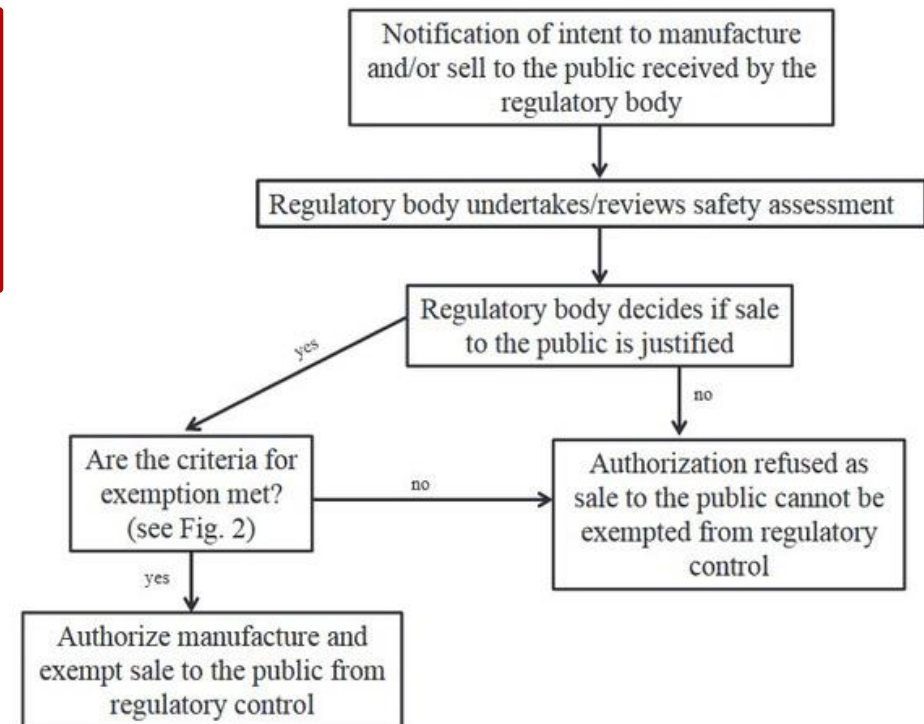 Notification of intent to manufacture
and/or sell to the public received by the
regulatory body
Regulatory body undertakes/reviews safety assessment
Regulatory body decides if sale
to the public is justified
yes
no
Are the criteria for
exemption met?
(see Fig. 2)
no
Authorization refused as
sale to the public cannot be
exempted from regulatory
control
yes
Authorize manufacture and
exempt sale to the public from
regulatory control